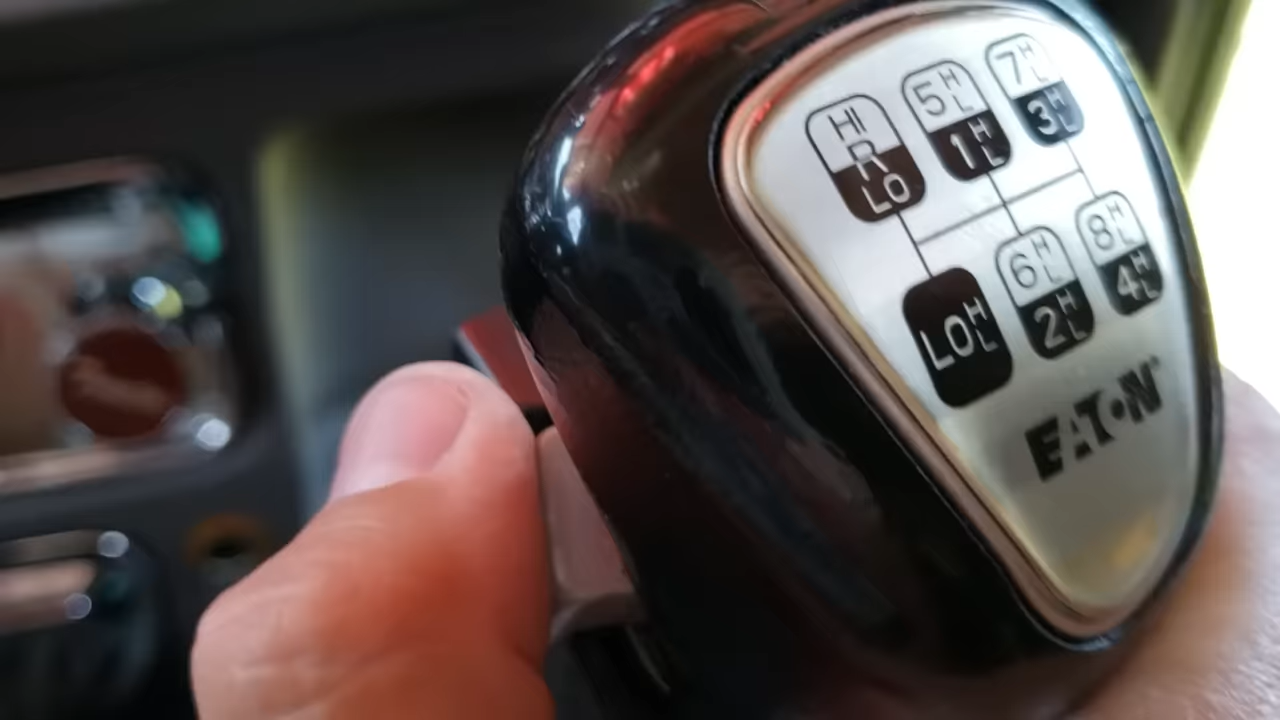 HI
R
LO
5 H L
1 H L
7 H L
3 H L
LO H L
6 H L
2 H L
8 H L
4 H L
EATON